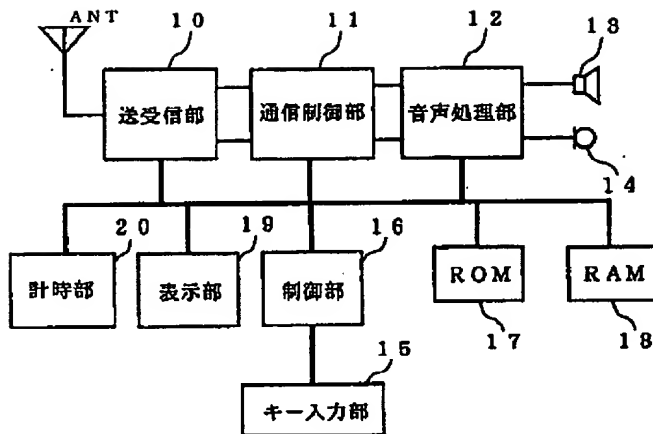 ANT
10
11
12
13
送受信部
通信制御部
音声処理部
14
20
19
16
計時部
表示部
制御部
ROM
RAM
17
18
15
キー入力部